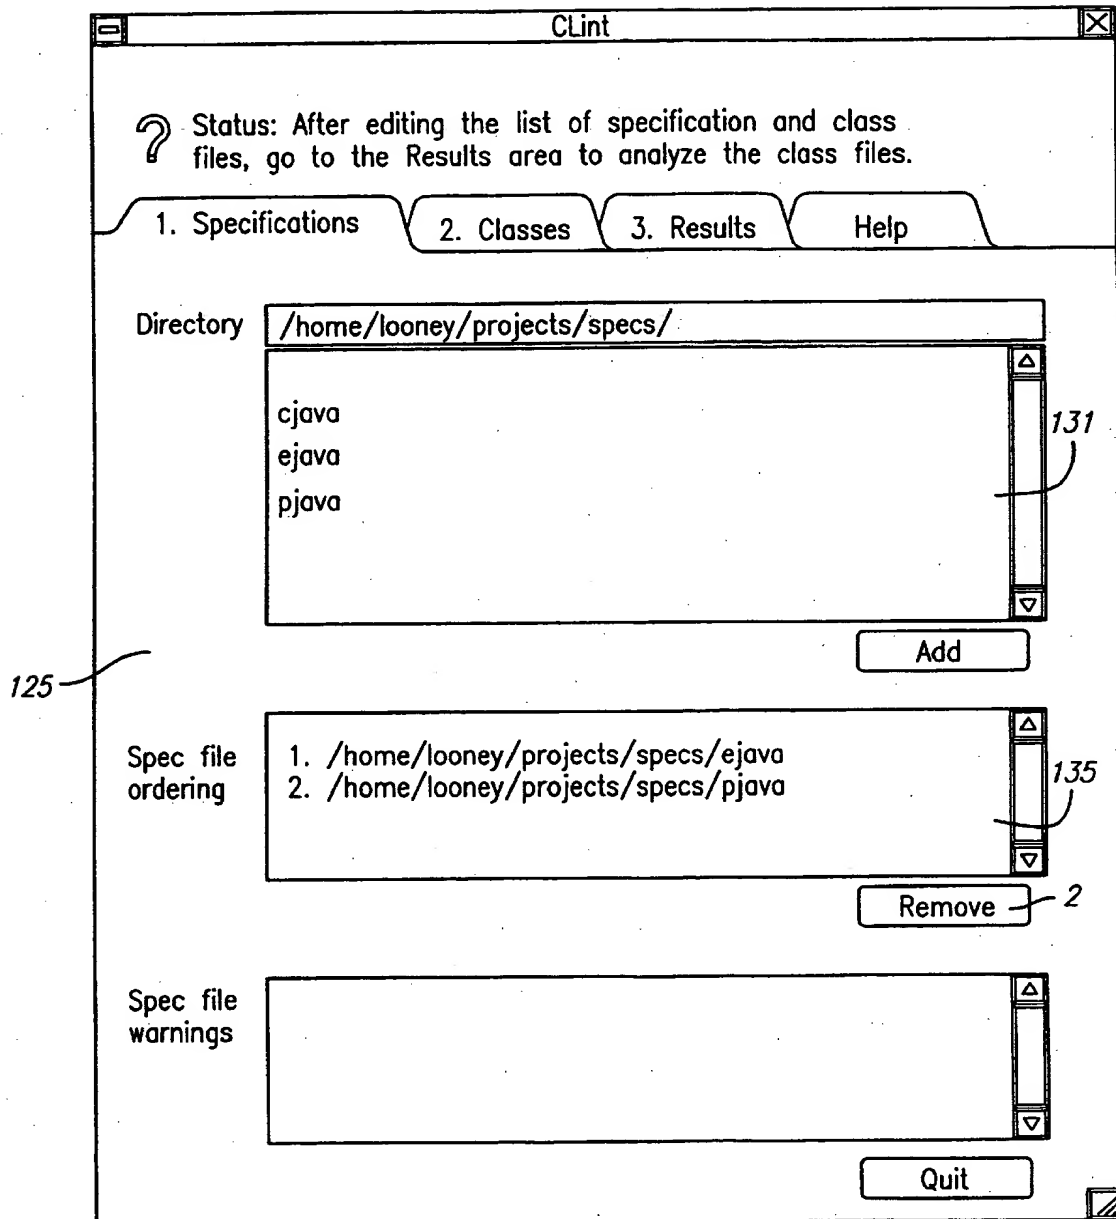 CLint
Status: After editing the list of specification and class
files, go to the Results area to analyze the class files.
1. Specifications
2. Classes
3. Results
Help
Directory
/home/looney/projects/specs/
cjava
ejava
pjava
131
Add
125
Spec file
ordering
1. /home/looney/projects/specs/ejava
2. /home/looney/projects/specs/pjava
135
Remove
2
Spec file
warnings
Quit